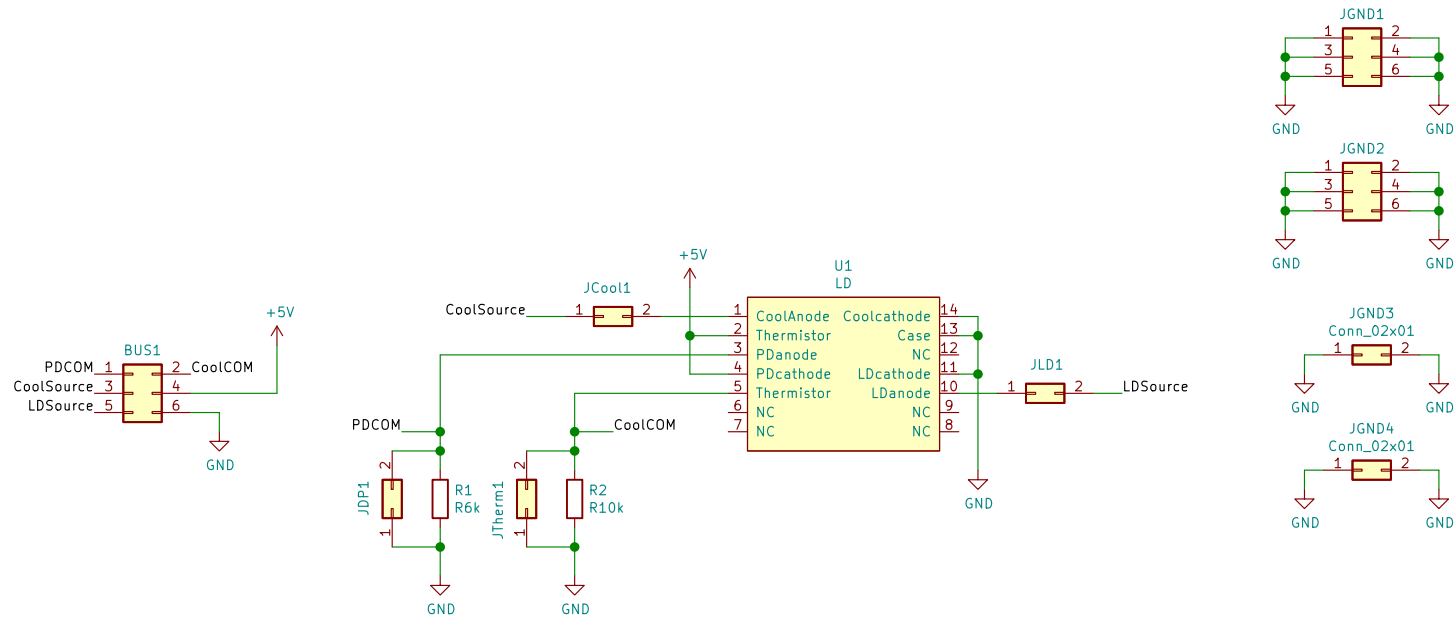 JGND1
1 2
3 4
5 6
GND GND
JGND2
1 2
3 4
5 6
GND GND
+5V
U1
LD
JCool1
CoolSource 1 2
1 CoolAnode Coolcathode 14
2 Thermistor Case 13
3 PDanode NC 12
4 PDcathode LDcathode 11
5 Thermistor LDanode 10
6 NC NC 9
7 NC NC 8
JLD1
1 2 LDSource
GND
+5V
BUS1
PDCOM 1 2 CoolCOM
CoolSource 3 4
LDSource 5 6
GND
PDCOM
CoolCOM
2
JDP1
1
R1
R6k
GND
2
JTherm1
1
R2
R10k
GND
JGND3
Conn_02x01
1 2
GND GND
JGND4
Conn_02x01
1 2
GND GND